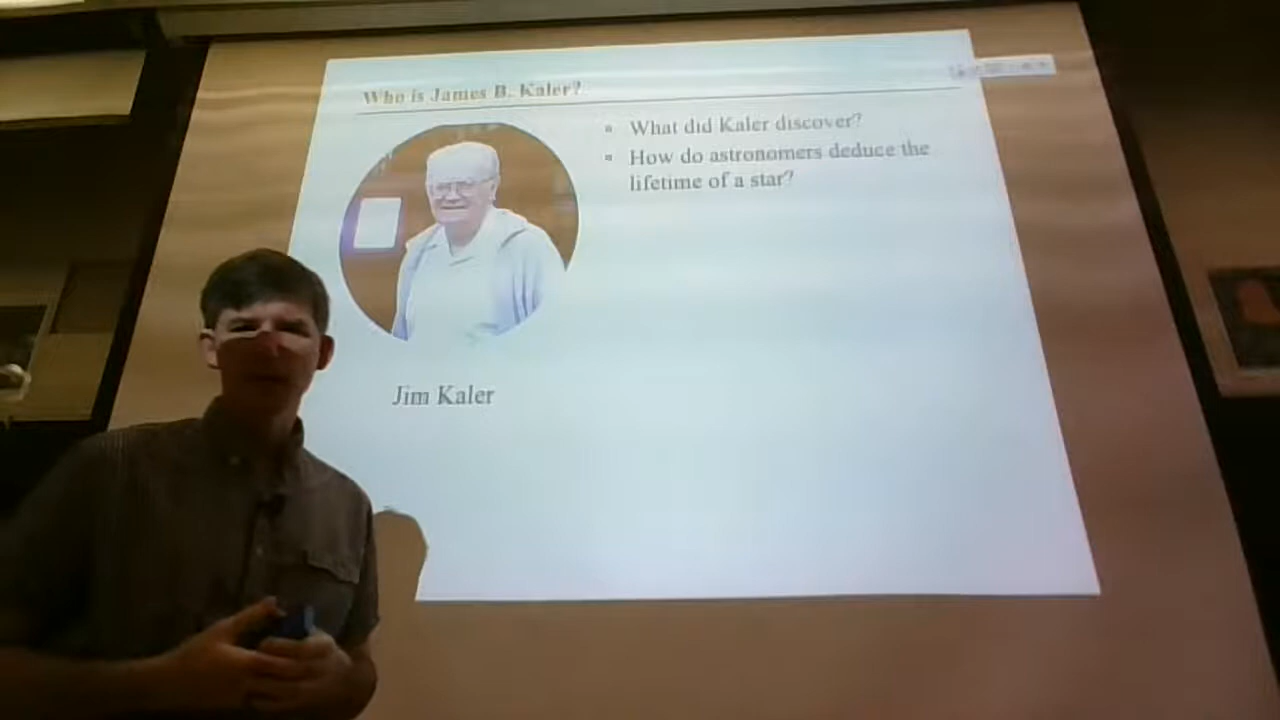 Who is James B. Kaler?
What did Kaler discover?
How do astronomers deduce the
lifetime of a star?
Jim Kaler